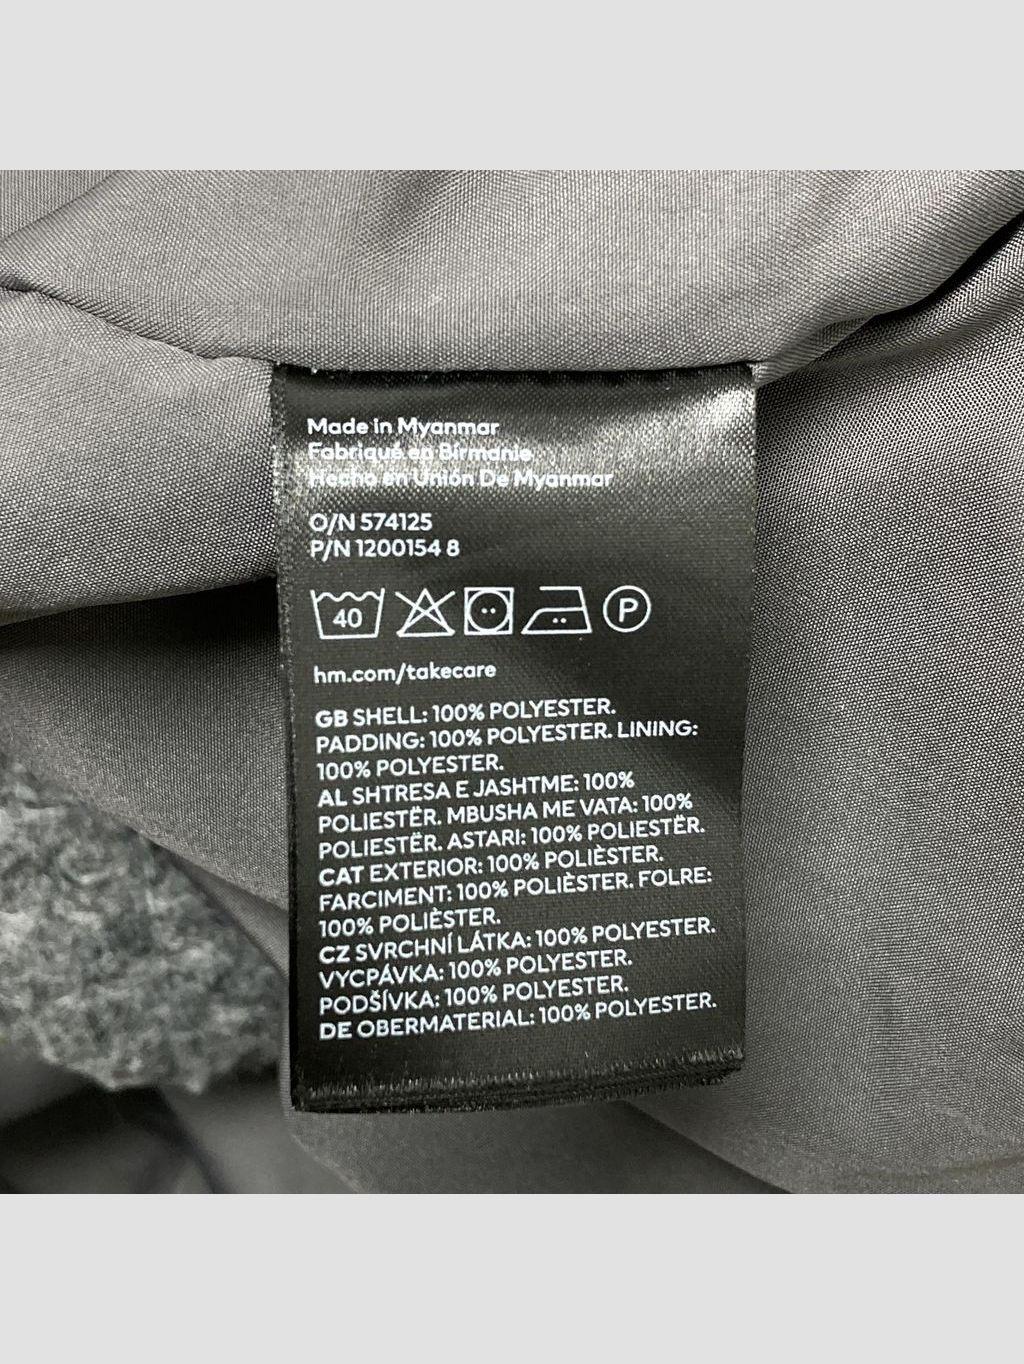 Made in Myanmar
Fabriqué en Birmanie
Hecho en Unión De Myanmar
O/N 574125
P/N 1200154 8
40 P
hm.com/takecare
GB SHELL: 100% POLYESTER.
PADDING: 100% POLYESTER. LINING:
100% POLYESTER.
AL SHTRESA E JASHTME: 100%
POLIESTËR. MBUSHA ME VATA: 100%
POLIESTËR. ASTARI: 100% POLIESTËR.
CAT EXTERIOR: 100% POLIÈSTER.
FARCIMENT: 100% POLIÈSTER. FOLRE:
100% POLIÈSTER.
CZ SVRCHNÍ LÁTKA: 100% POLYESTER.
VYCPÁVKA: 100% POLYESTER.
PODŠÍVKA: 100% POLYESTER.
DE OBERMATERIAL: 100% POLYESTER.